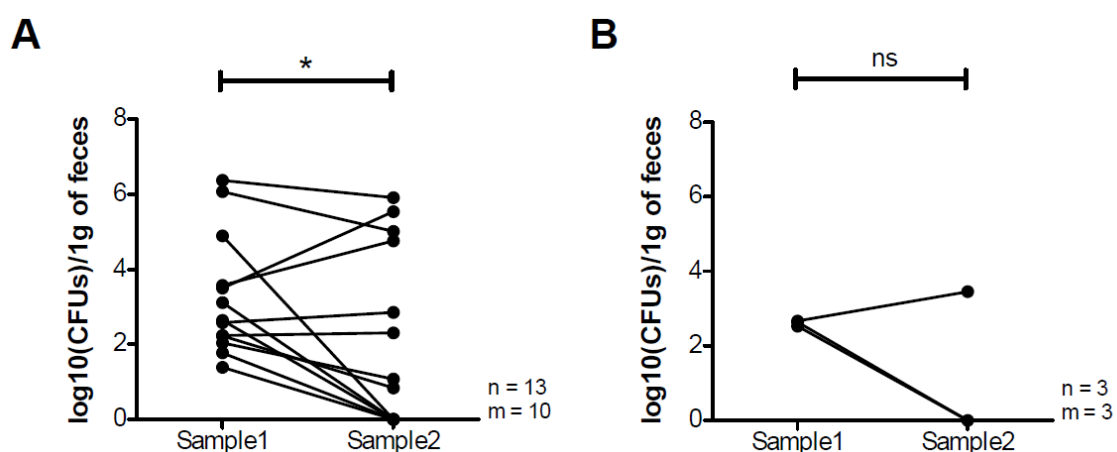 A
*
log10(CFUs)/1g of feces
8
6
4
2
0
Sample1
Sample2
n = 13
m = 10
B
ns
log10(CFUs)/1g of feces
8
6
4
2
0
Sample1
Sample2
n = 3
m = 3